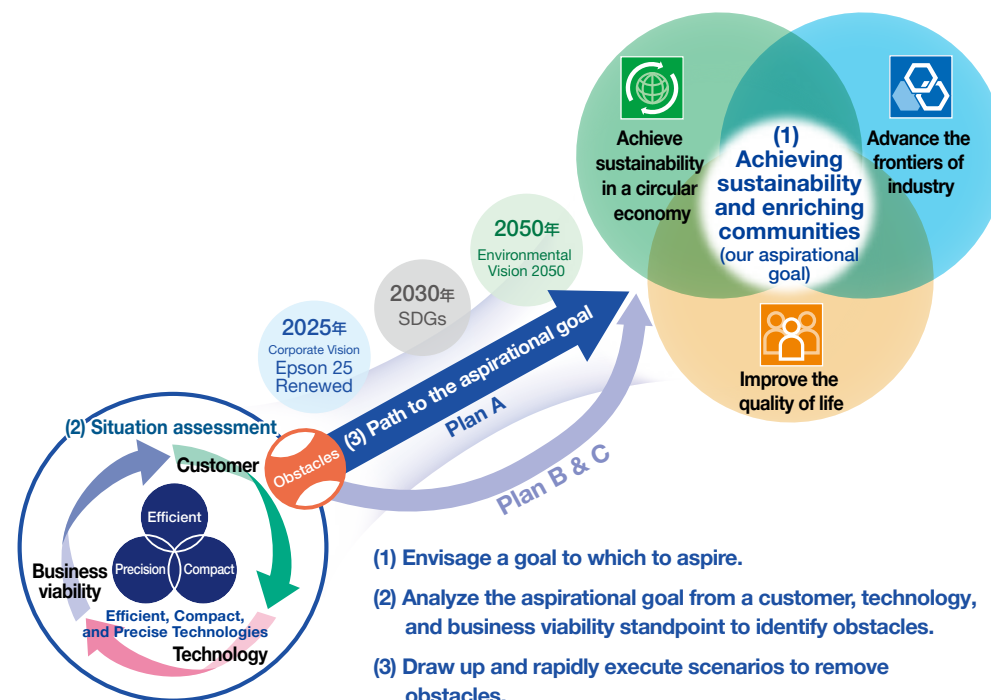 Achieve
sustainability
in a circular
economy
(1)
Achieving
sustainability
and enriching
communities
(our aspirational
goal)
Advance the
frontiers of
industry
Improve the
quality of life
2050年
Environmental
Vision 2050
2030年
SDGs
2025年
Corporate Vision
Epson 25
Renewed
(3) Path to the aspirational goal
Plan A
Plan B & C
Obstacles
(2) Situation assessment
Customer
Efficient
Precision
Compact
Business
viability
Efficient, Compact,
and Precise Technologies
Technology
(1) Envisage a goal to which to aspire.
(2) Analyze the aspirational goal from a customer, technology,
and business viability standpoint to identify obstacles.
(3) Draw up and rapidly execute scenarios to remove
obstacles.